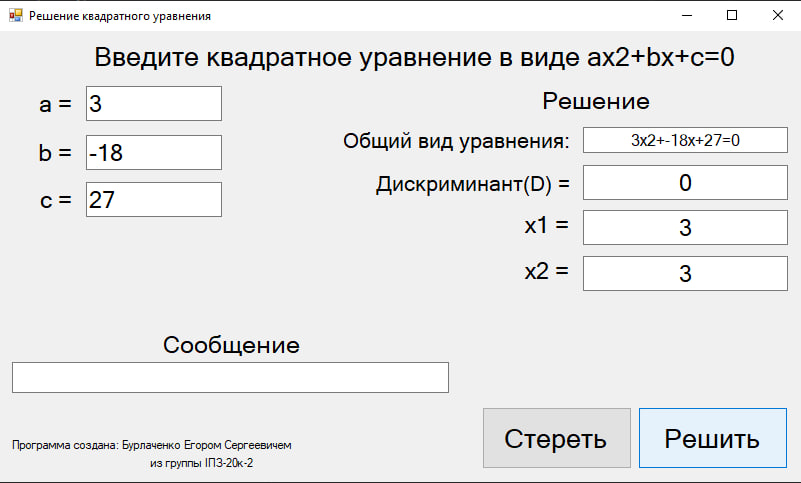 Решение квадратного уравнения
Введите квадратное уравнение в виде ax2+bx+c=0
a = 3
b = -18
c = 27
Решение
Общий вид уравнения: 3x2+-18x+27=0
Дискриминант(D) = 0
x1 = 3
x2 = 3
Сообщение
Стереть Решить
Программа создана: Бурлаченко Егором Сергеевичем
из группы ІПЗ-20к-2